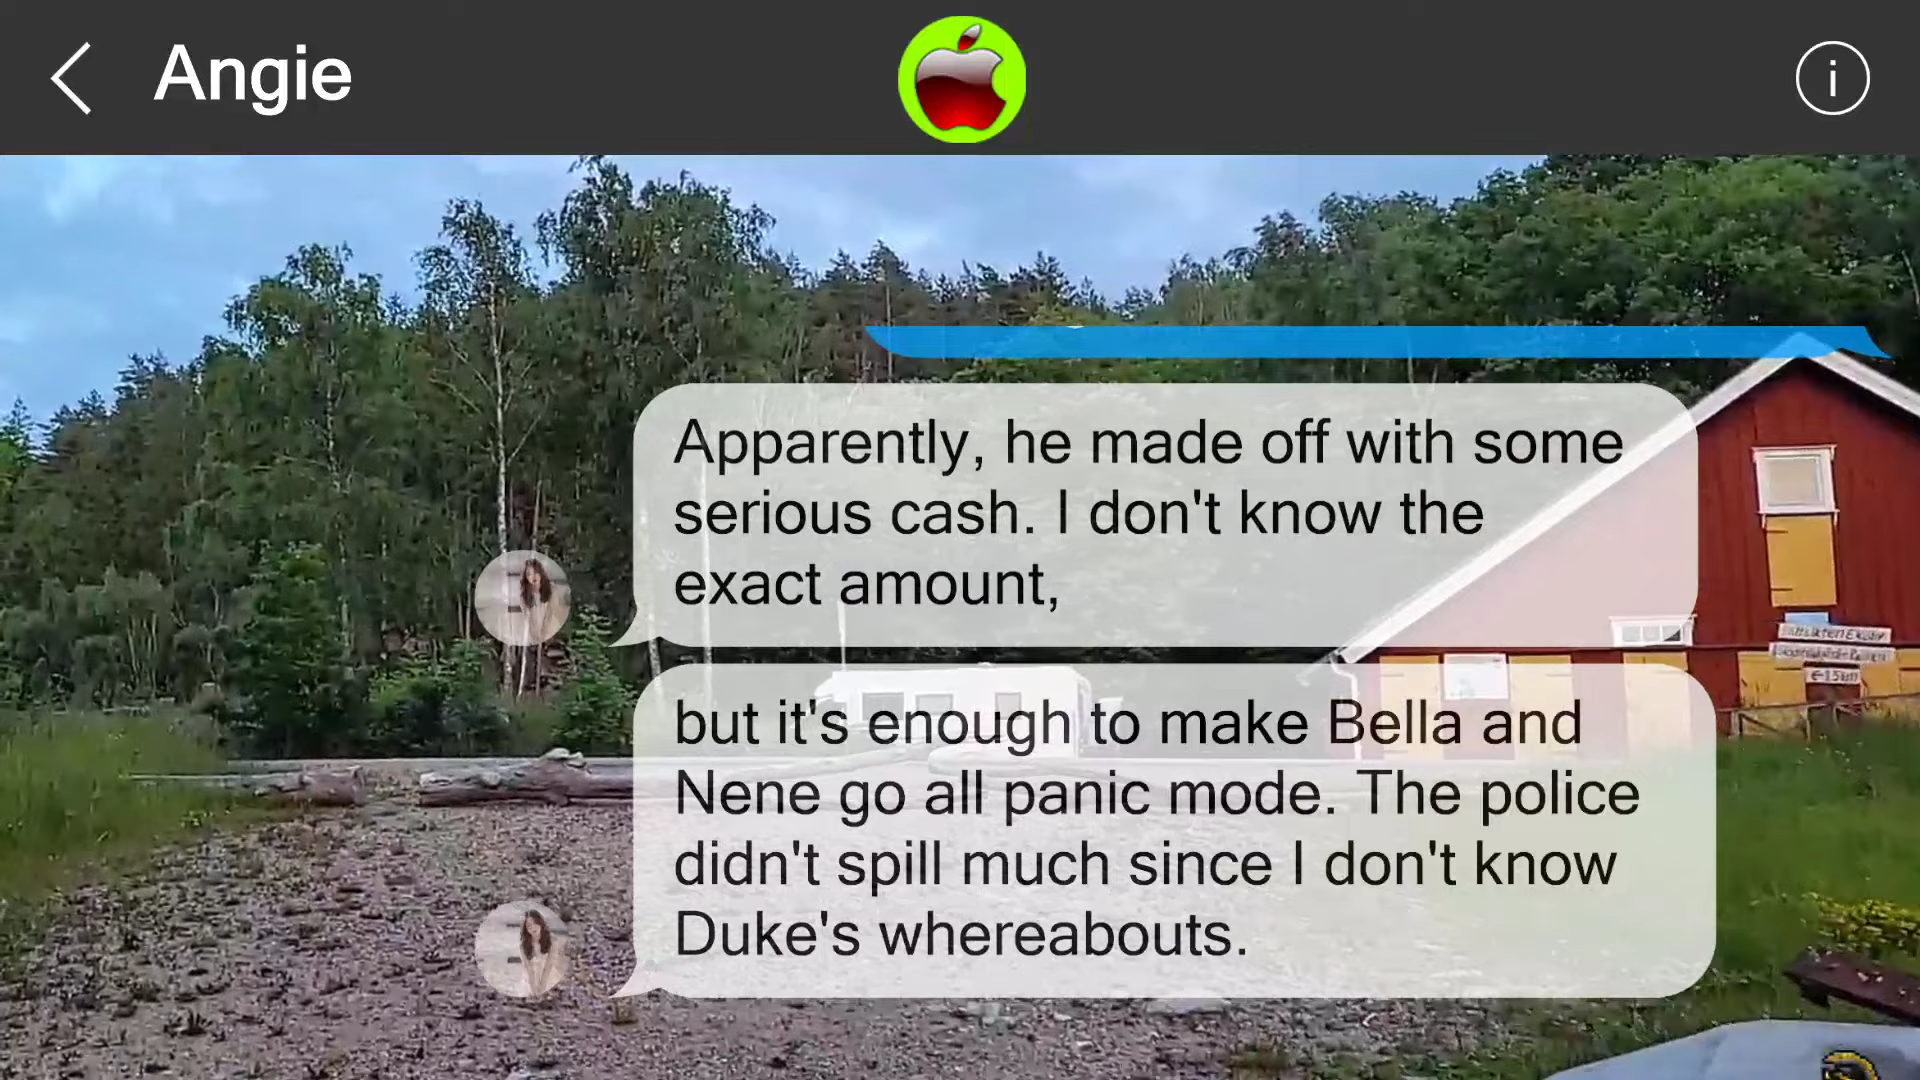 Angie
Apparently, he made off with some
serious cash. I don't know the
exact amount,
but it's enough to make Bella and
Nene go all panic mode. The police
didn't spill much since I don't know
Duke's whereabouts.